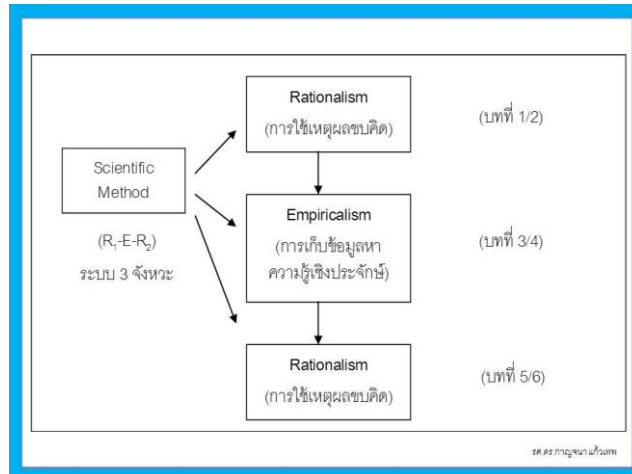 Rationalism
(การใช้เหตุผลขบคิด)
(บทที่ 1/2)
Scientific
Method
(R₁-E-R₂)
ระบบ 3 จังหวะ
Empiricalism
(การเก็บข้อมูลหา
ความรู้เชิงประจักษ์)
(บทที่ 3/4)
Rationalism
(การใช้เหตุผลขบคิด)
(บทที่ 5/6)
รศ.ดร.กาญจนา แก้วเทพ